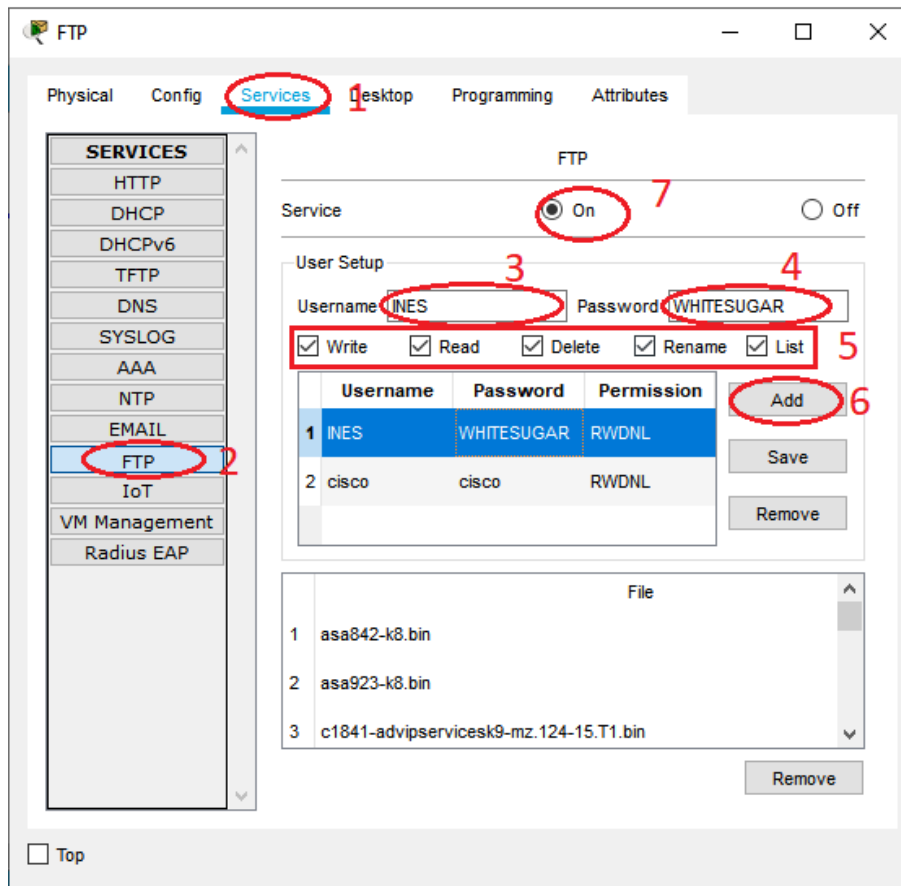 FTP
Physical Config Services 1 Desktop Programming Attributes
SERVICES
HTTP
DHCP
DHCPv6
TFTP
DNS
SYSLOG
AAA
NTP
EMAIL
FTP 2
IoT
VM Management
Radius EAP
FTP
Service On 7 Off
User Setup
3 4
Username INES Password WHITESUGAR
Write Read Delete Rename List 5
Username Password Permission
1 INES WHITESUGAR RWDNL
2 cisco cisco RWDNL
Add 6
Save
Remove
File
1 asa842-k8.bin
2 asa923-k8.bin
3 c1841-advipservicesk9-mz.124-15.T1.bin
Remove
Top